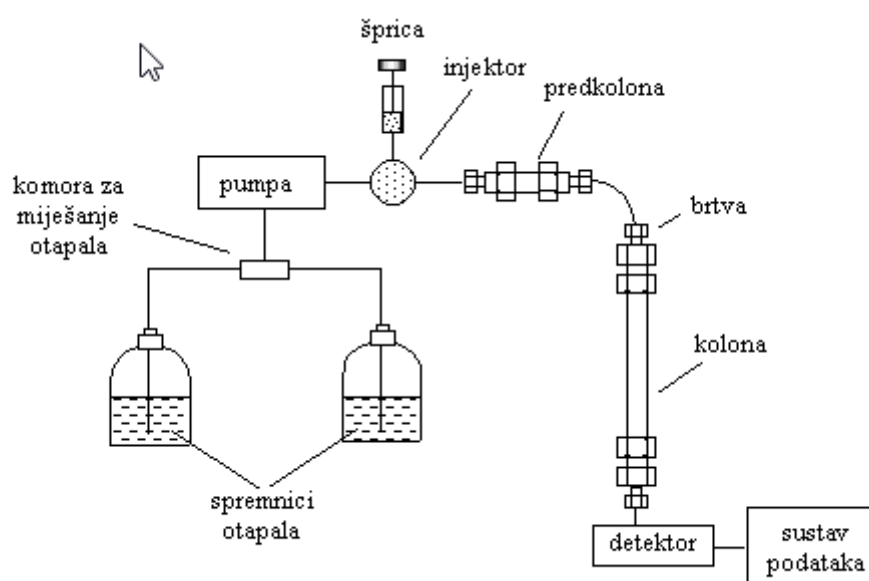 šprica
injektor
predkolona
pumpa
komora za
miješanje
otapala
brtva
kolona
spremnici
otapala
detektor
sustav
podataka